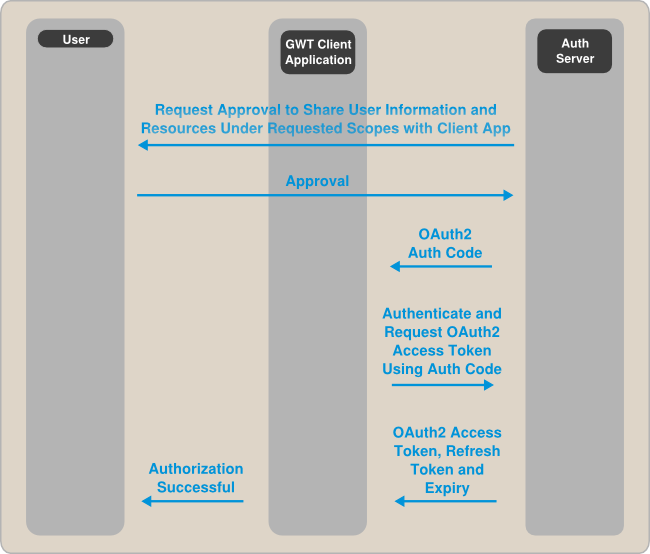 User
GWT Client
Application
Auth
Server
Request Approval to Share User Information and
Resources Under Requested Scopes with Client App
Approval
OAuth2
Auth Code
Authenticate and
Request OAuth2
Access Token
Using Auth Code
OAuth2 Access
Token, Refresh
Token and
Expiry
Authorization
Successful